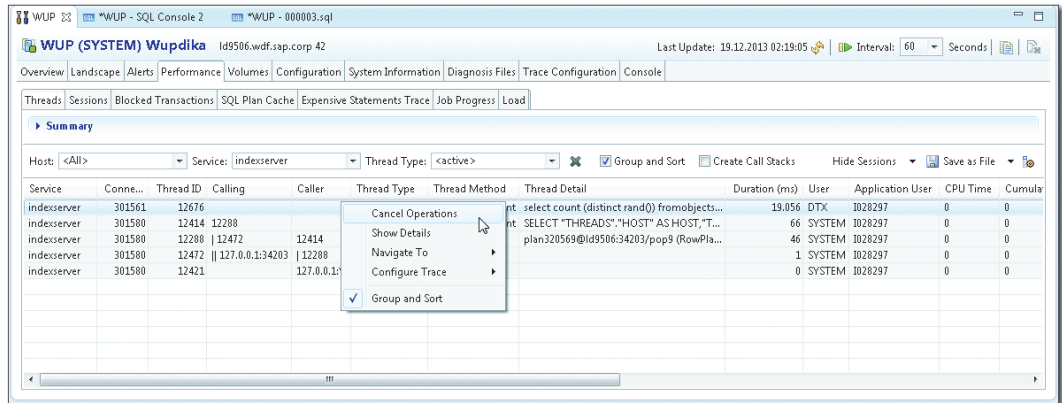 WUP *WUP - SQL Console 2 *WUP - 000003.sql
WUP (SYSTEM) Wupdika ld9506.wdf.sap.corp 42 Last Update: 19.12.2013 02:19:05 Interval: 60 Seconds
Overview Landscape Alerts Performance Volumes Configuration System Information Diagnosis Files Trace Configuration Console
Threads Sessions Blocked Transactions SQL Plan Cache Expensive Statements Trace Job Progress Load
Summary
Host: <All> Service: indexserver Thread Type: <active> Group and Sort Create Call Stacks Hide Sessions Save as File
Service Conne... Thread ID Calling Caller Thread Type Thread Method Thread Detail Duration (ms) User Application User CPU Time Cumula
indexserver 301561 12676 nt select count (distinct rand()) fromobjects... 19.056 DTX I028297 0 0
indexserver 301580 12414 12288 nt SELECT "THREADS"."HOST" AS HOST,"T... 66 SYSTEM I028297 0 0
indexserver 301580 12288 | 12472 12414 plan320569@ld9506:34203/pop9 (RowPla... 46 SYSTEM I028297 0 0
indexserver 301580 12472 || 127.0.0.1:34203 | 12288 1 SYSTEM I028297 0 0
indexserver 301580 12421 127.0.0.1: 0 SYSTEM I028297 0 0
Cancel Operations
Show Details
Navigate To
Configure Trace
Group and Sort